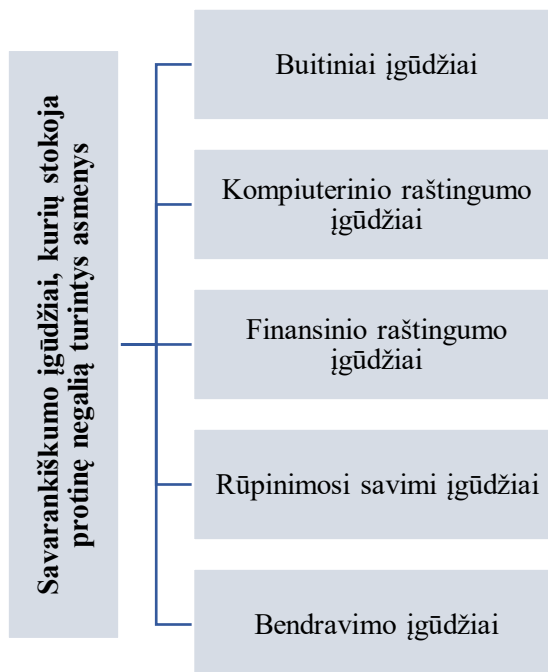 Savarankiškumo įgūdžiai, kurių stokoja
protinę negalią turintys asmenys
Buitiniai įgūdžiai
Kompiuterinio raštingumo
įgūdžiai
Finansinio raštingumo
įgūdžiai
Rūpinimosi savimi įgūdžiai
Bendravimo įgūdžiai